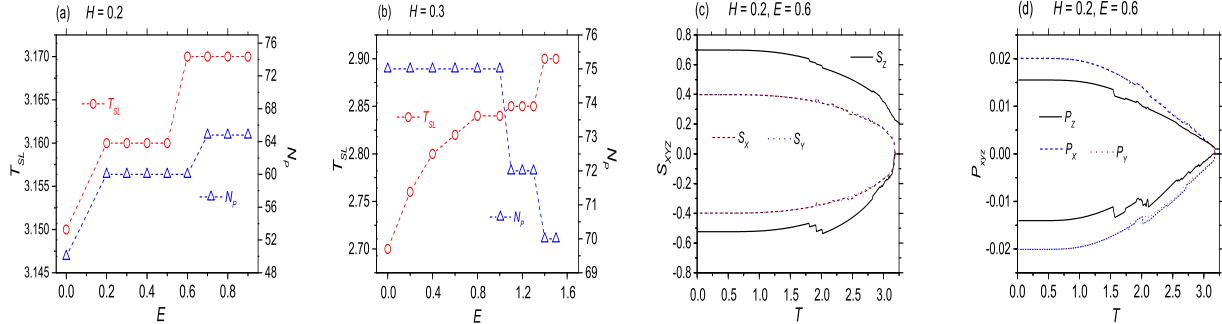 (a) H = 0.2
T_SL
3.170
3.165
3.160
3.155
3.150
3.145
76
72
68
64
60
56
52
48
N_P
T_SL
N_P
0.0 0.2 0.4 0.6 0.8
E
(b) H = 0.3
T_SL
2.90
2.85
2.80
2.75
2.70
76
75
74
73
72
71
70
69
N_P
T_SL
N_P
0.0 0.4 0.8 1.2 1.6
E
(c) H = 0.2, E = 0.6
S_XYZ
0.8
0.6
0.4
0.2
0.0
-0.2
-0.4
-0.6
-0.8
S_Z
S_X S_Y
0.0 0.5 1.0 1.5 2.0 2.5 3.0
T
(d) H = 0.2, E = 0.6
P_xyz
0.02
0.01
0.00
-0.01
-0.02
P_Z
P_X P_Y
0.0 0.5 1.0 1.5 2.0 2.5 3.0
T